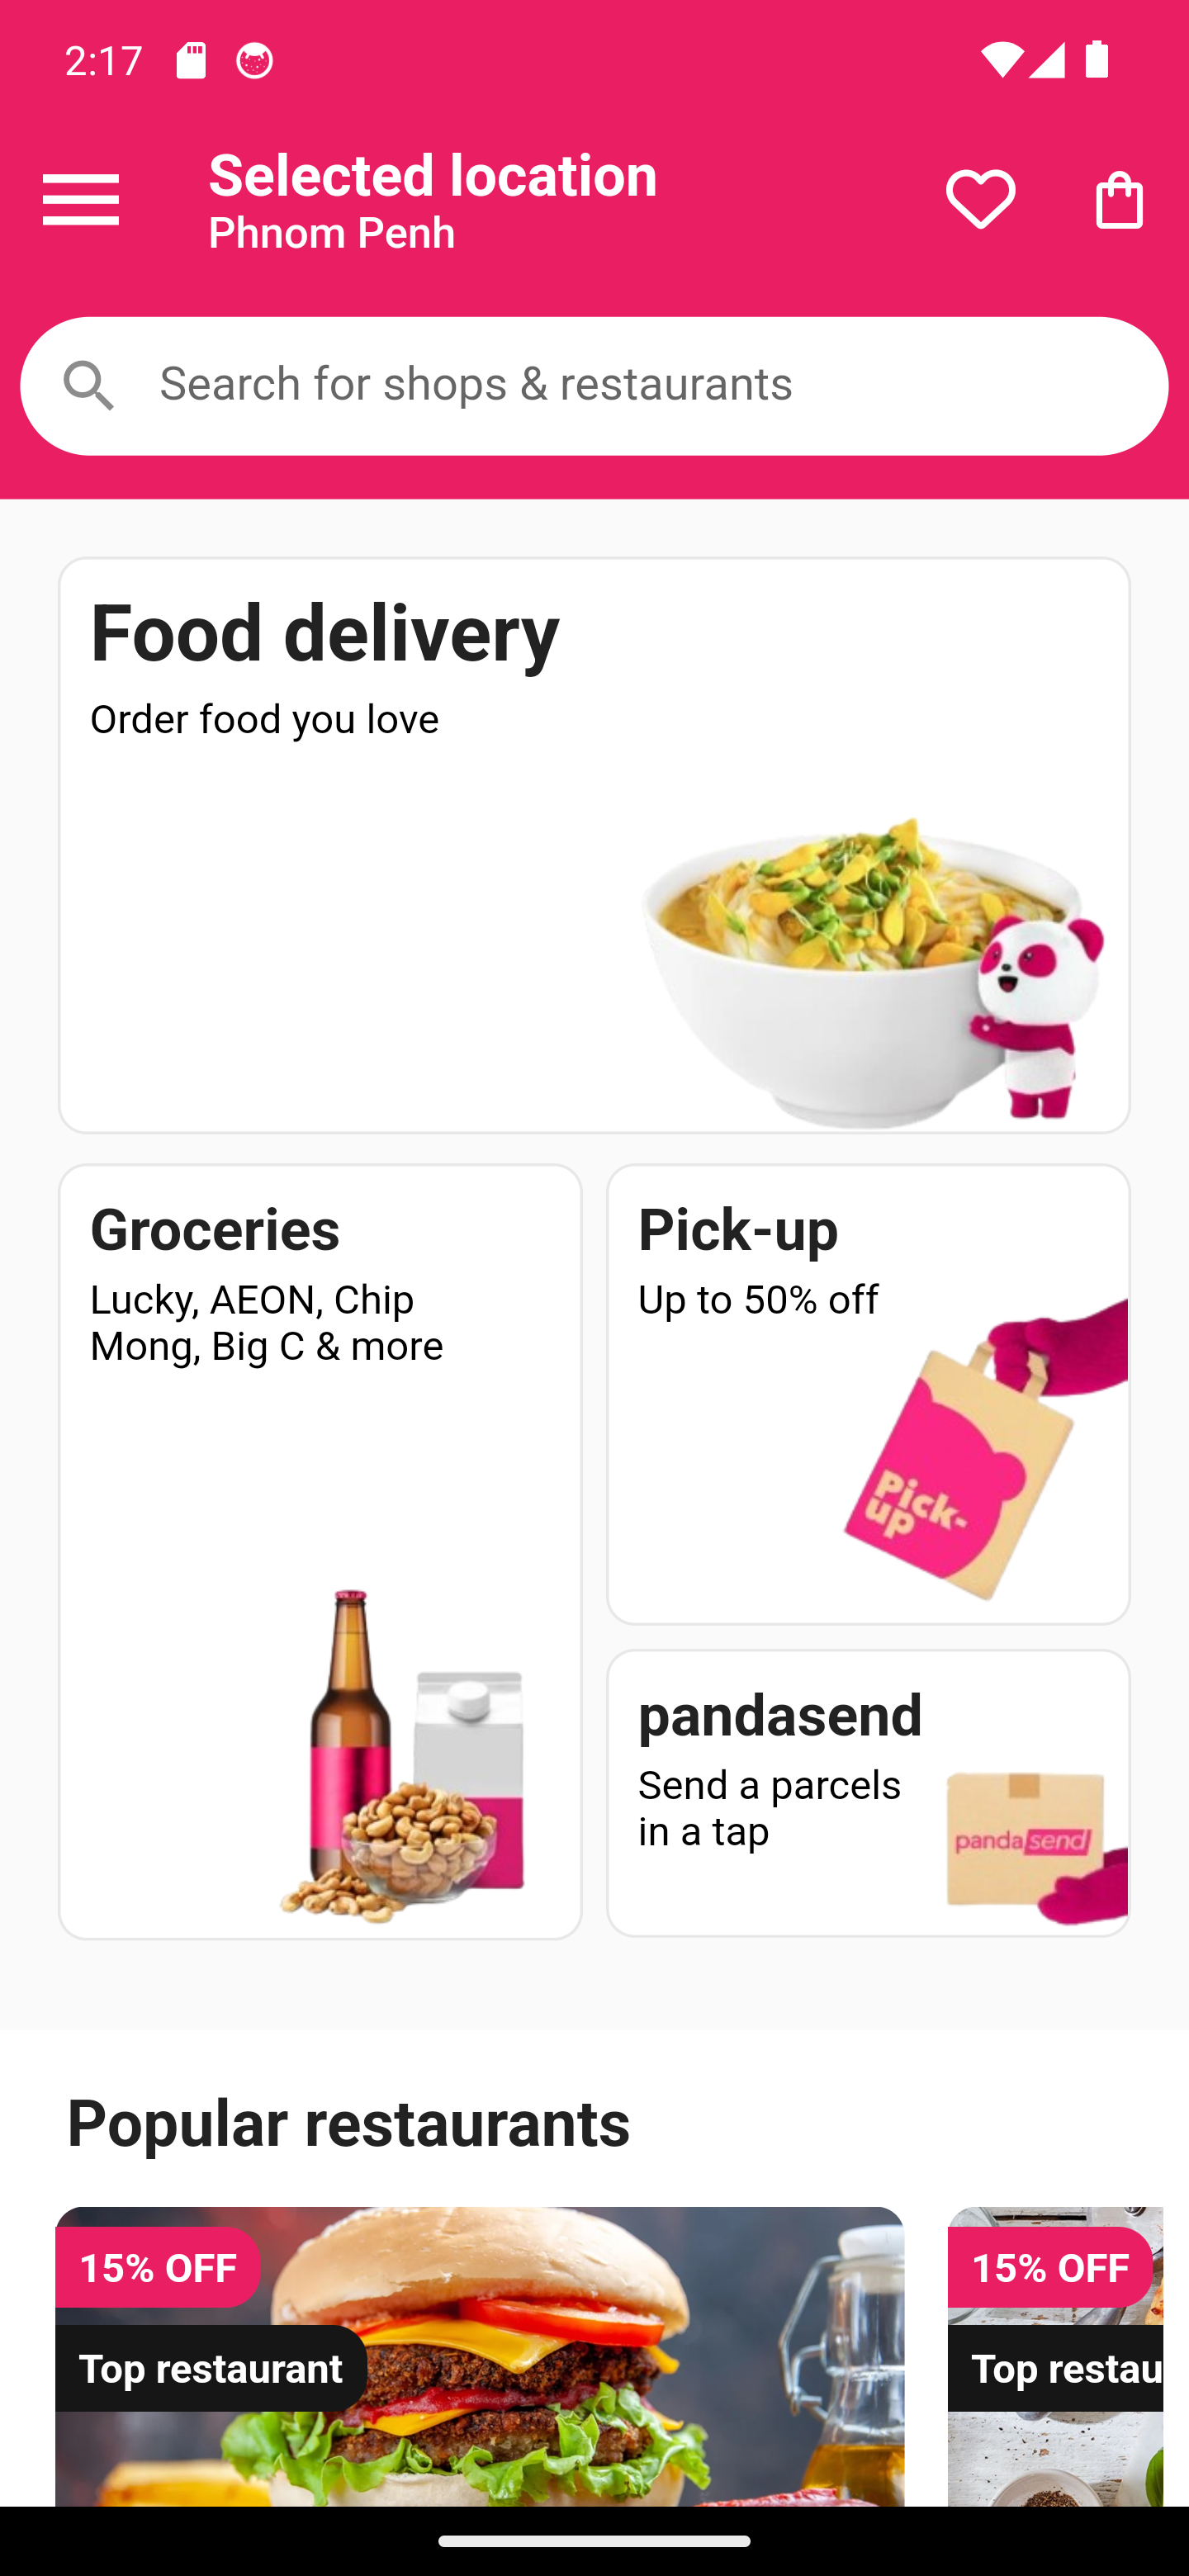 2:17
Selected location
Phnom Penh
Search for shops & restaurants
Food delivery
Order food you love
Groceries
Lucky, AEON, Chip
Mong, Big C & more
Pick-up
Up to 50% off
Pick-
up
pandasend
Send a parcels
in a tap
panda send
Popular restaurants
15% OFF
Top restaurant
15% OFF
Top restau